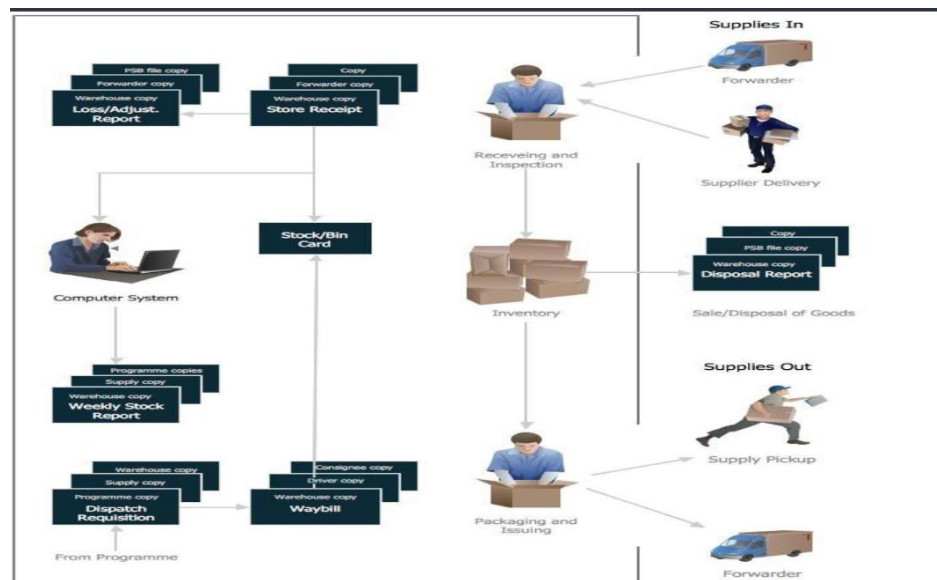 Supplies In
PSB file copy
Forwarder copy
Warehouse copy
Loss/Adjust.
Report
Copy
Forwarder copy
Warehouse copy
Store Receipt
Forwarder
Receveing and
Inspection
Supplier Delivery
Stock/Bin
Card
Computer System
Inventory
Copy
PSB file copy
Warehouse copy
Disposal Report
Sale/Disposal of Goods
Programme copies
Supply copy
Warehouse copy
Weekly Stock
Report
Supplies Out
Supply Pickup
Warehouse copy
Supply copy
Programme copy
Dispatch
Requisition
Consignee copy
Driver copy
Warehouse copy
Waybill
Packaging and
Issuing
From Programme
Forwarder